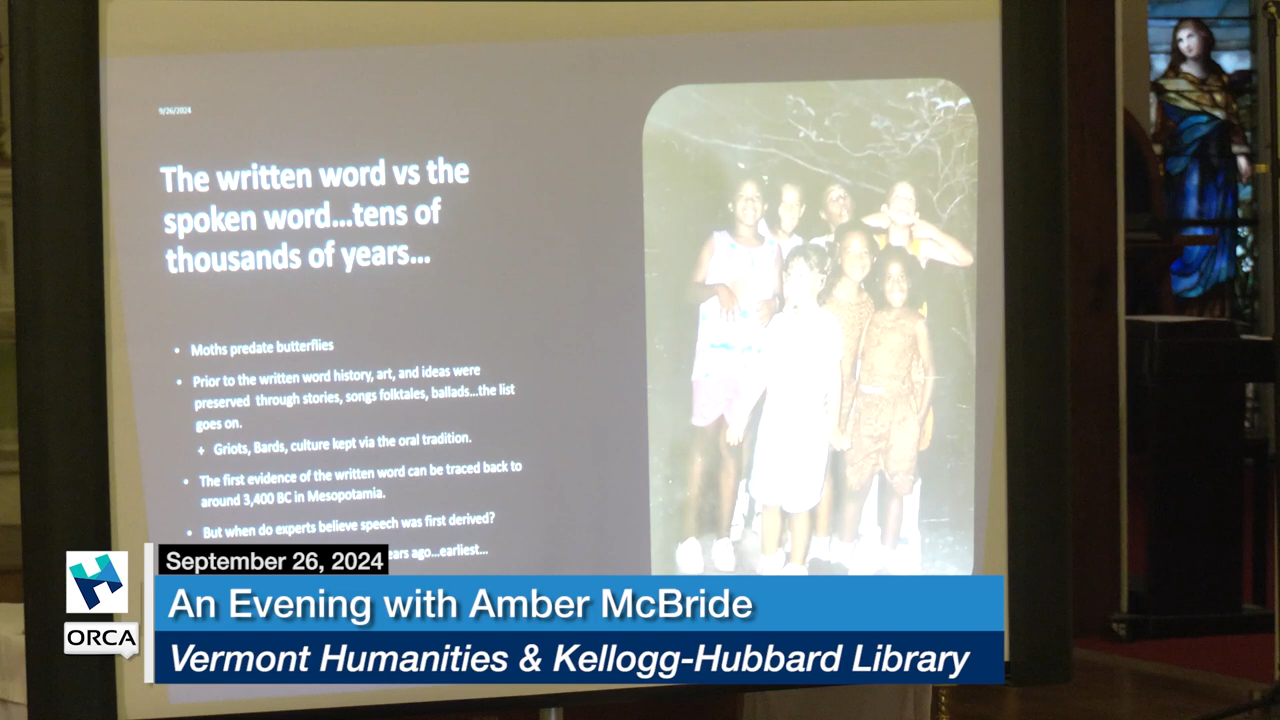 9/26/2024
The written word vs the
spoken word...tens of
thousands of years...
• Moths predate butterflies
• Prior to the written word history, art, and ideas were
preserved through stories, songs folktales, ballads...the list
goes on.
+ Griots, Bards, culture kept via the oral tradition.
• The first evidence of the written word can be traced back to
around 3,400 BC in Mesopotamia.
• But when do experts believe speech was first derived?
ears ago...earliest...
September 26, 2024
An Evening with Amber McBride
ORCA
Vermont Humanities & Kellogg-Hubbard Library